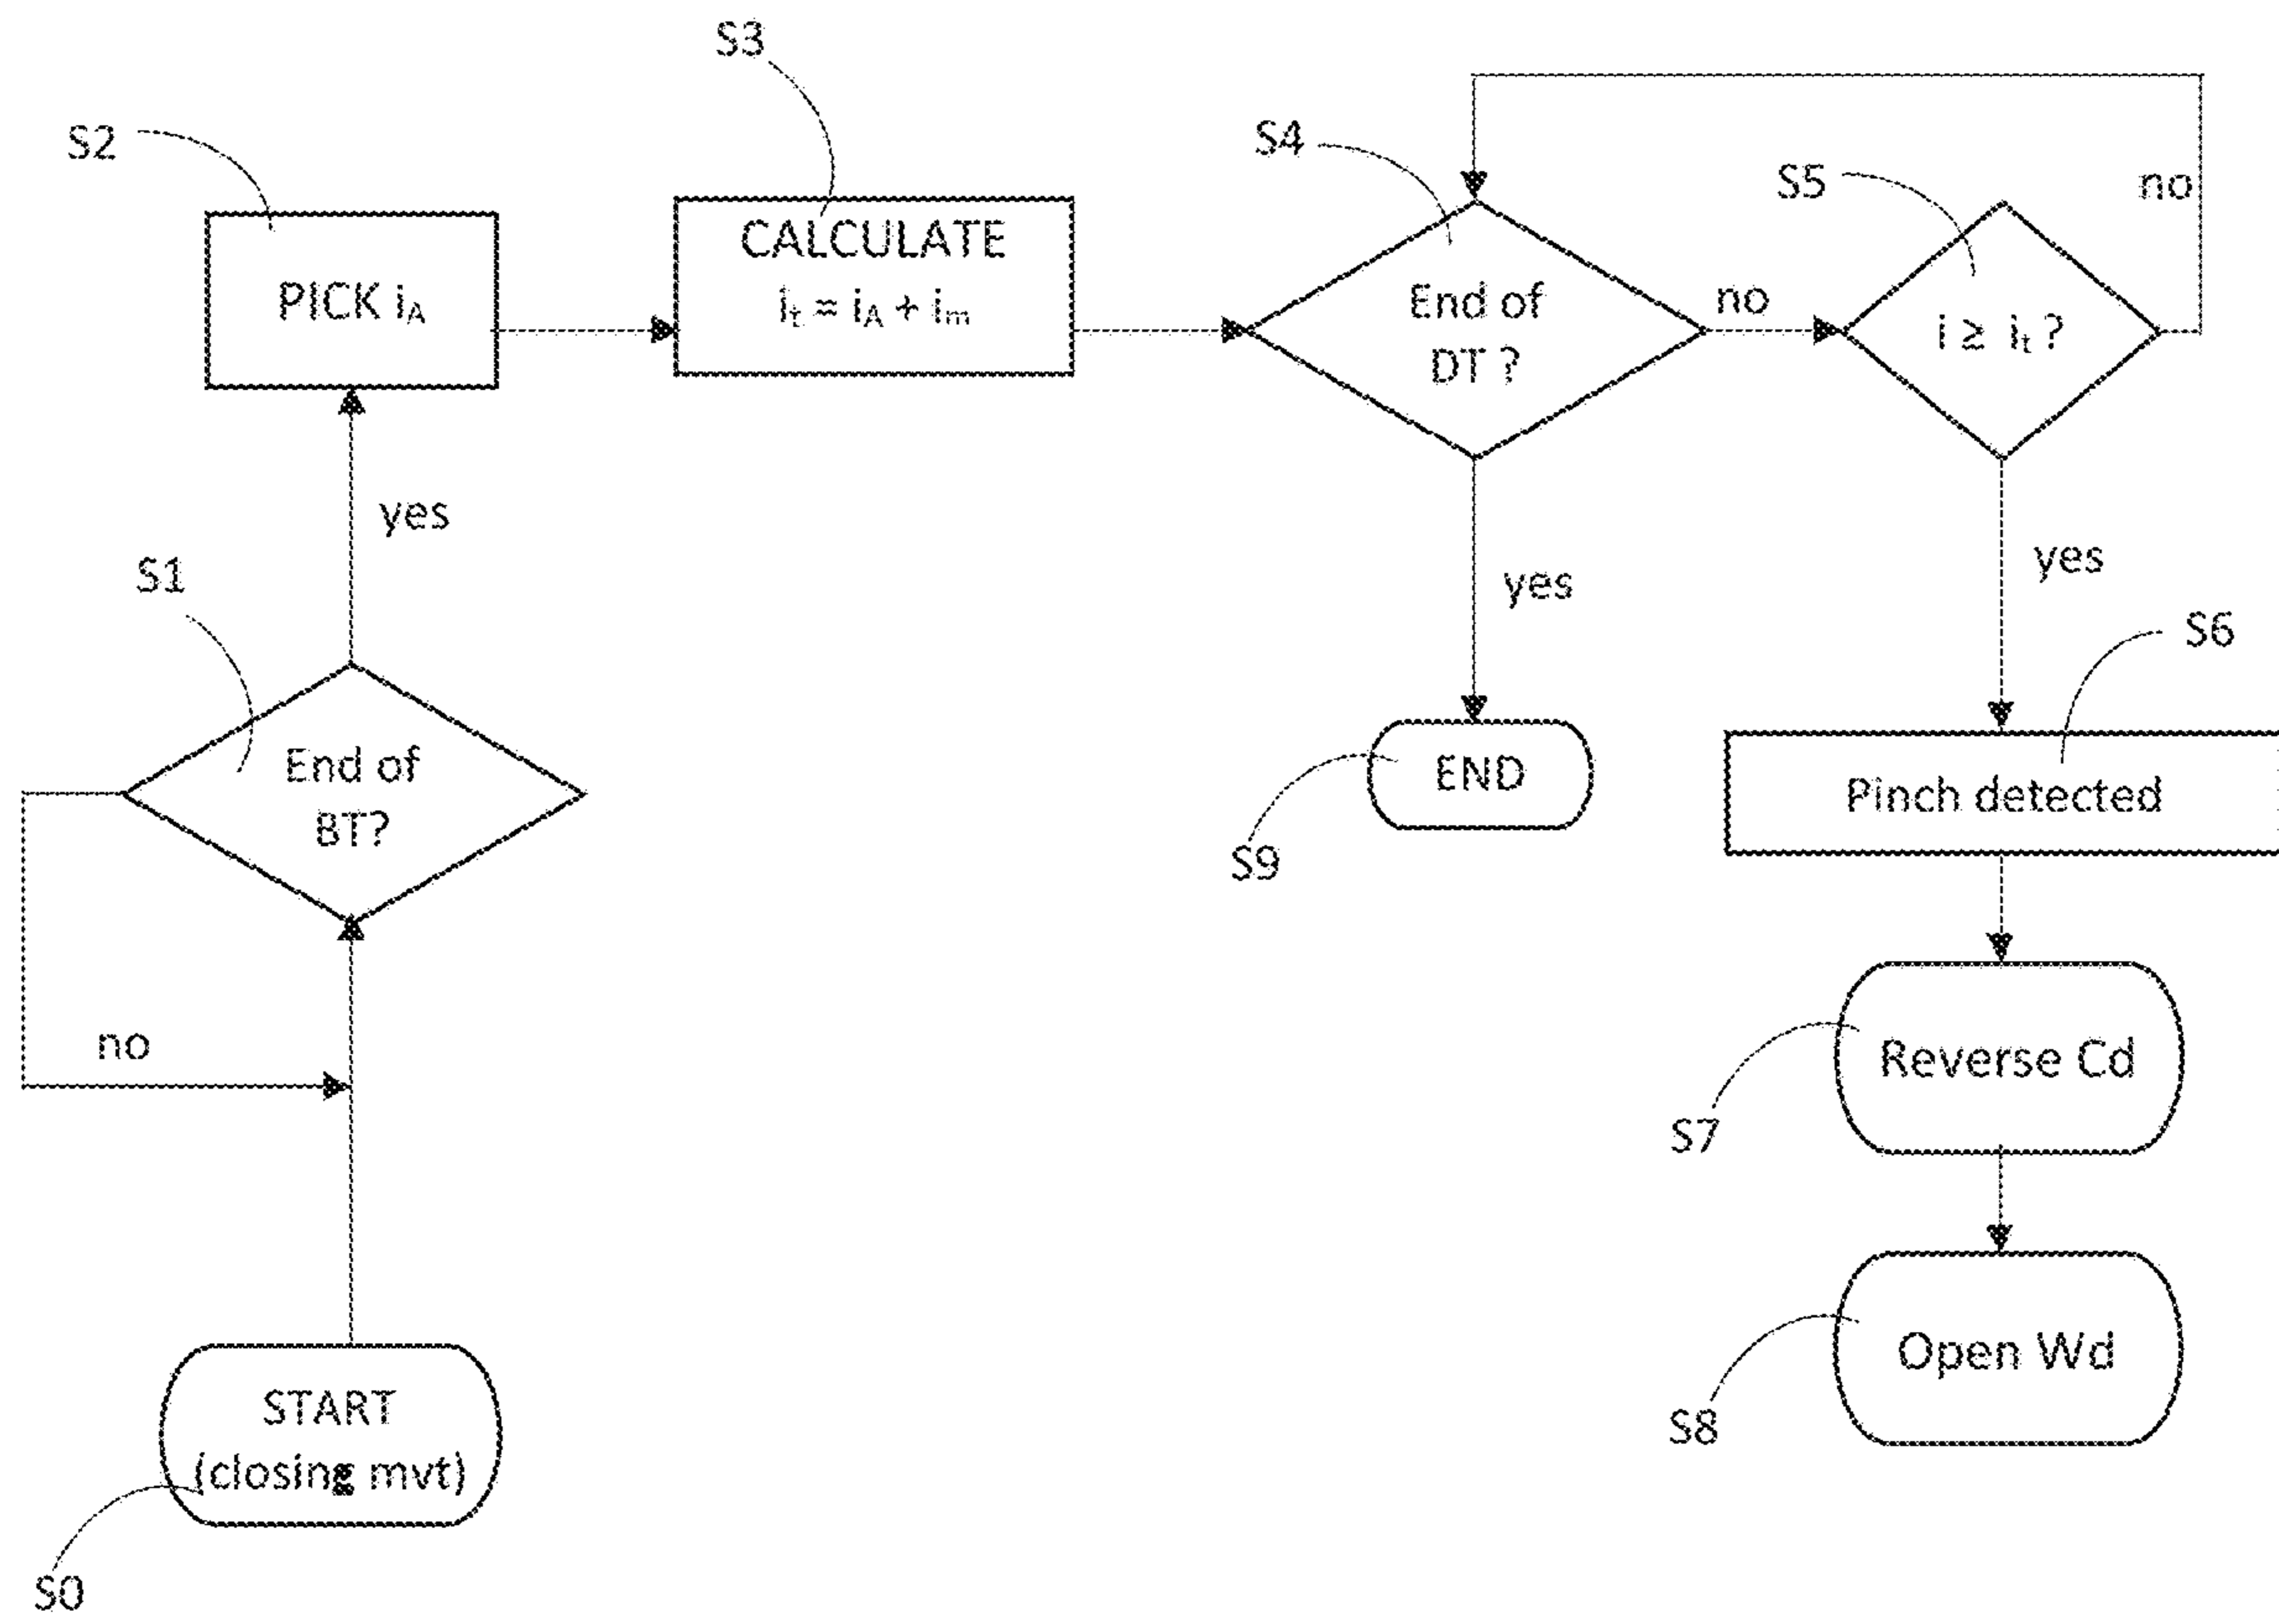 S3
S2
S4
S5
no
PICK iA
CALCULATE
it = iA + im
End of
DT ?
no
i ≥ it ?
yes
S1
yes
yes
S6
End of
BT?
END
S9
Pinch detected
no
Reverse Cd
S7
START
(closing mvt)
Open Wd
S8
S0